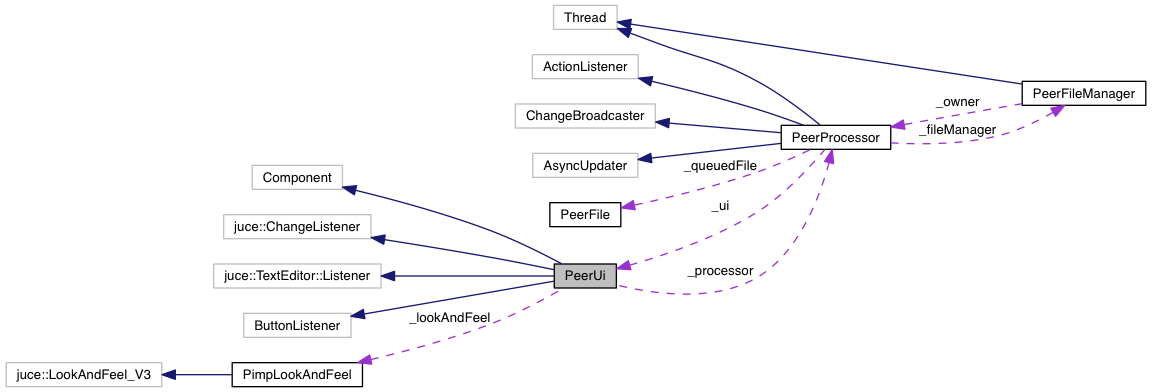 Thread
ActionListener
PeerFileManager
_owner
ChangeBroadcaster
_fileManager
PeerProcessor
AsyncUpdater
_queuedFile
Component
PeerFile
_ui
juce::ChangeListener
juce::TextEditor::Listener
PeerUi
_processor
ButtonListener
_lookAndFeel
juce::LookAndFeel_V3
PimpLookAndFeel